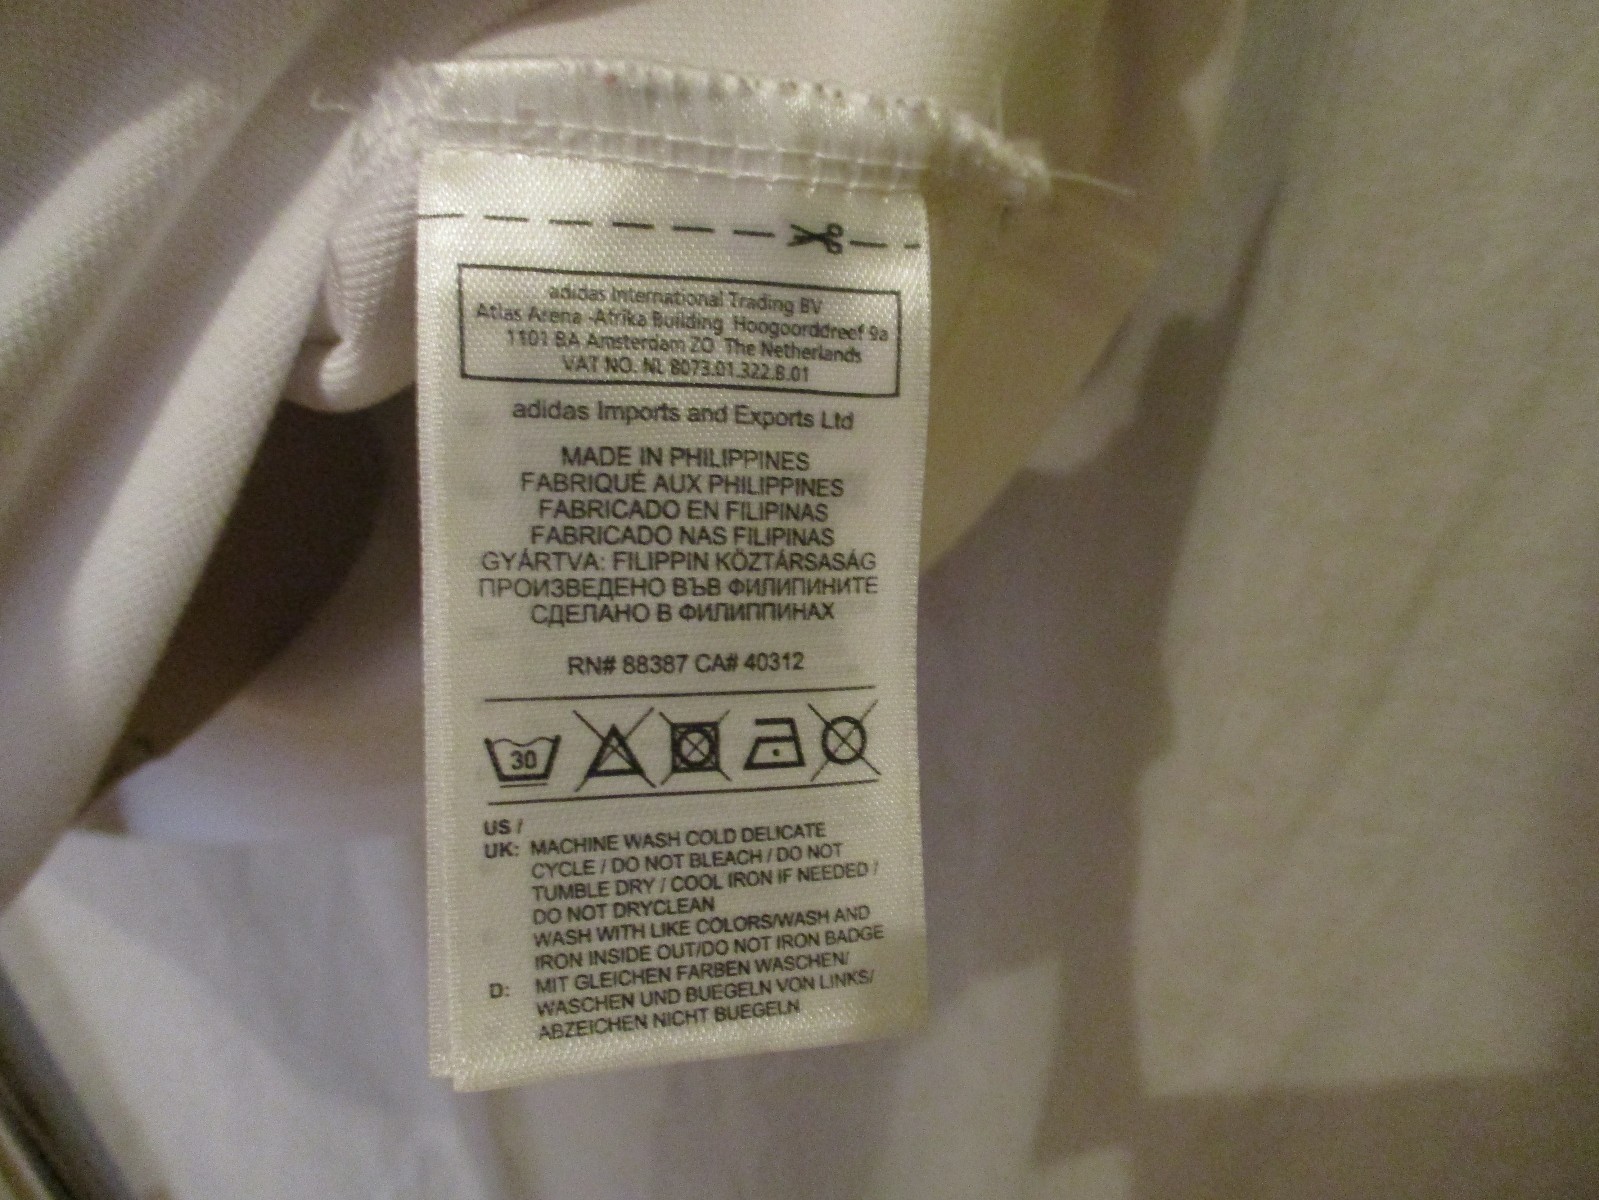 adidas International Trading BV
Atlas Arena -Afrika Building Hoogoorddreef 9a
1101 BA Amsterdam ZO The Netherlands
VAT NO. NL 8073.01.322.B.01
adidas Imports and Exports Ltd
MADE IN PHILIPPINES
FABRIQUÉ AUX PHILIPPINES
FABRICADO EN FILIPINAS
FABRICADO NAS FILIPINAS
GYÁRTVA: FILIPPIN KÖZTÁRSASÁG
ПРОИЗВЕДЕНО ВЪВ ФИЛИПИНИТЕ
СДЕЛАНО В ФИЛИППИНАХ
RN# 88387 CA# 40312
30
US /
UK: MACHINE WASH COLD DELICATE
CYCLE / DO NOT BLEACH / DO NOT
TUMBLE DRY / COOL IRON IF NEEDED /
DO NOT DRYCLEAN
WASH WITH LIKE COLORS/WASH AND
IRON INSIDE OUT/DO NOT IRON BADGE
D: MIT GLEICHEN FARBEN WASCHEN/
WASCHEN UND BUEGELN VON LINKS/
ABZEICHEN NICHT BUEGELN